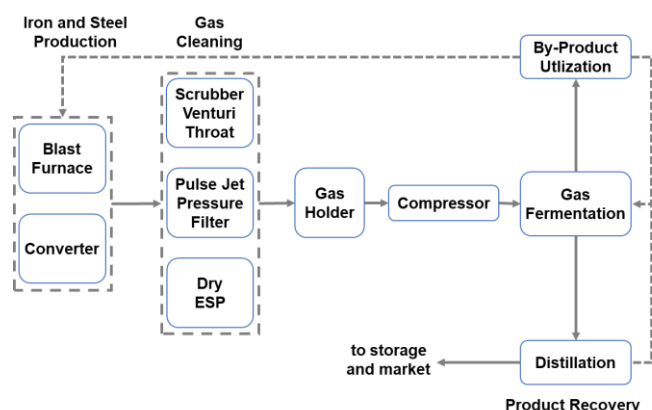 Iron and Steel
Production
Gas
Cleaning
By-Product
Utlization
Scrubber
Venturi
Throat
Blast
Furnace
Pulse Jet
Pressure
Filter
Gas
Holder
Compressor
Gas
Fermentation
Converter
Dry
ESP
to storage
and market
Distillation
Product Recovery